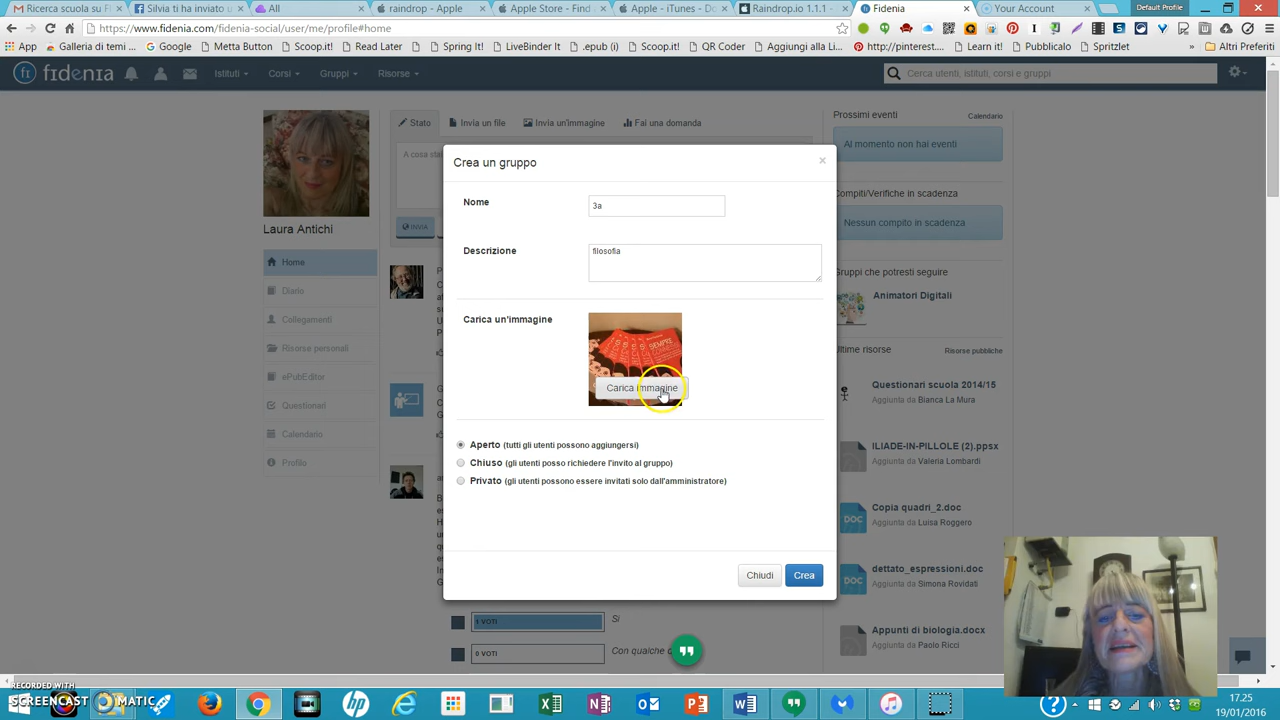 Ricerca scuola su F
Silvia ti ha inviato u
All
raindrop - Apple
Apple Store - Find a
Apple - iTunes - Do
Raindrop.io 1.1.1 -
Fidenia
Your Account
Default Profile
https://www.fidenia.com/fidenia-social/user/me/profile#home
App
Galleria di temi ...
Google
Meta Button
Scoop.it!
Read Later
Spring It!
LiveBinder It
.epub (i)
Scoop.it!
QR Coder
Aggiungi alla Li...
http://pinterest.com
Learn it!
Pubblicalo
Spritzlet
»
Altri Preferiti
fidenia
Istituti
Corsi
Gruppi
Risorse
Cerca utenti, istituti, corsi e gruppi
Laura Antichi
Home
Diario
Collegamenti
Risorse personali
ePubEditor
Questionari
Calendario
Profilo
Stato
Invia un file
Invia un'immagine
Fai una domanda
A cosa sta
INVIA
Crea un gruppo
×
Nome
3a
Descrizione
filosofia
Carica un'immagine
SEMPRE
Carica immagine
Aperto (tutti gli utenti possono aggiungersi)
Chiuso (gli utenti posso richiedere l'invito al gruppo)
Privato (gli utenti possono essere invitati solo dall'amministratore)
Chiudi
Crea
1 VOTI
Si
0 VOTI
Con qualche
Prossimi eventi
Calendario
Al momento non hai eventi
Compiti/Verifiche in scadenza
Nessun compito in scadenza
Gruppi che potresti seguire
Animatori Digitali
Ultime risorse
Risorse pubbliche
Questionari scuola 2014/15
Aggiunta da Bianca La Mura
ILIADE-IN-PILLOLE (2).ppsx
Aggiunta da Valeria Lombardi
DOC
Copia quadri_2.doc
Aggiunta da Luisa Roggero
DOC
dettato_espressioni.doc
Aggiunta da Simona Rovidati
Appunti di biologia.docx
Aggiunta da Paolo Ricci
RECORDED WITH
SCREENCAST MATIC
17.25
19/01/2016